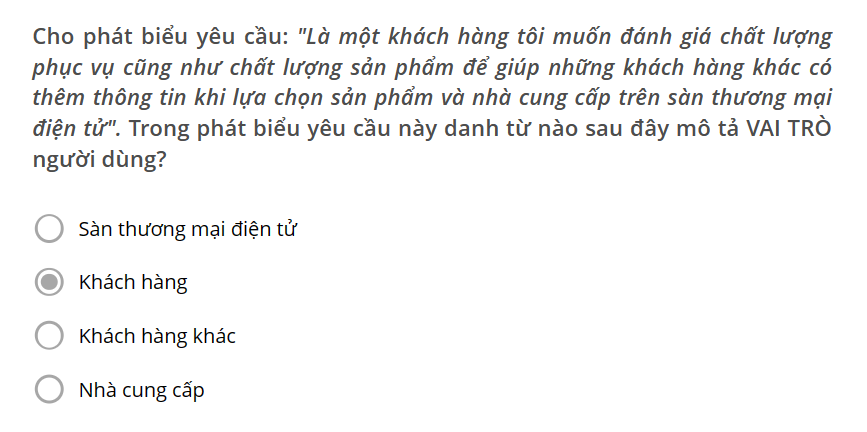 Cho phát biểu yêu cầu: "Là một khách hàng tôi muốn đánh giá chất lượng
phục vụ cũng như chất lượng sản phẩm để giúp những khách hàng khác có
thêm thông tin khi lựa chọn sản phẩm và nhà cung cấp trên sàn thương mại
điện tử". Trong phát biểu yêu cầu này danh từ nào sau đây mô tả VAI TRÒ
người dùng?
Sàn thương mại điện tử
Khách hàng
Khách hàng khác
Nhà cung cấp